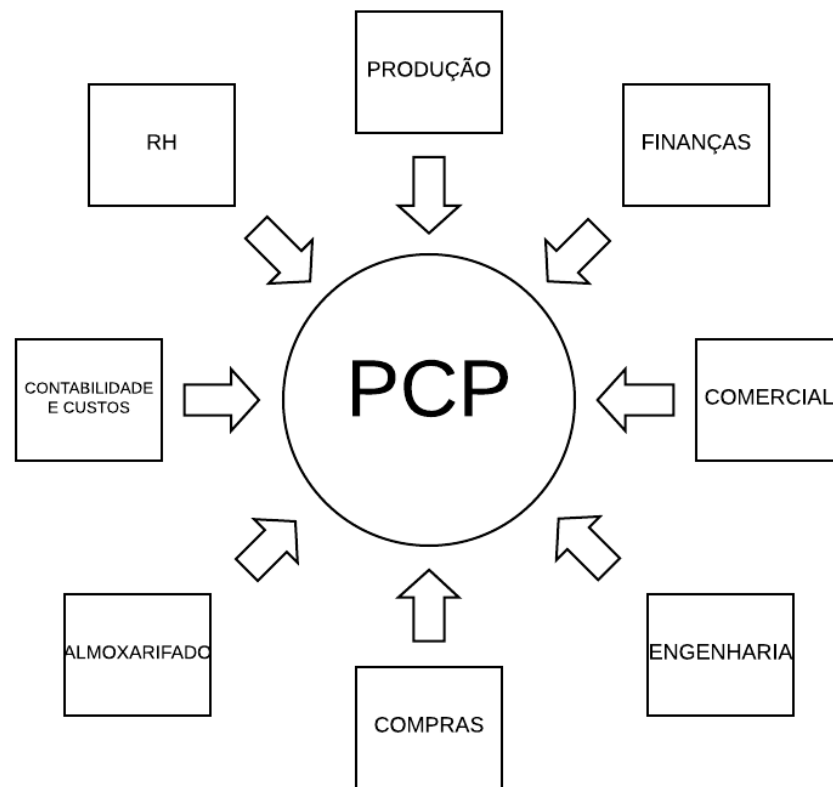 PRODUÇÃO
RH
FINANÇAS
PCP
CONTABILIDADE
E CUSTOS
COMERCIAL
ALMOXARIFADO
ENGENHARIA
COMPRAS